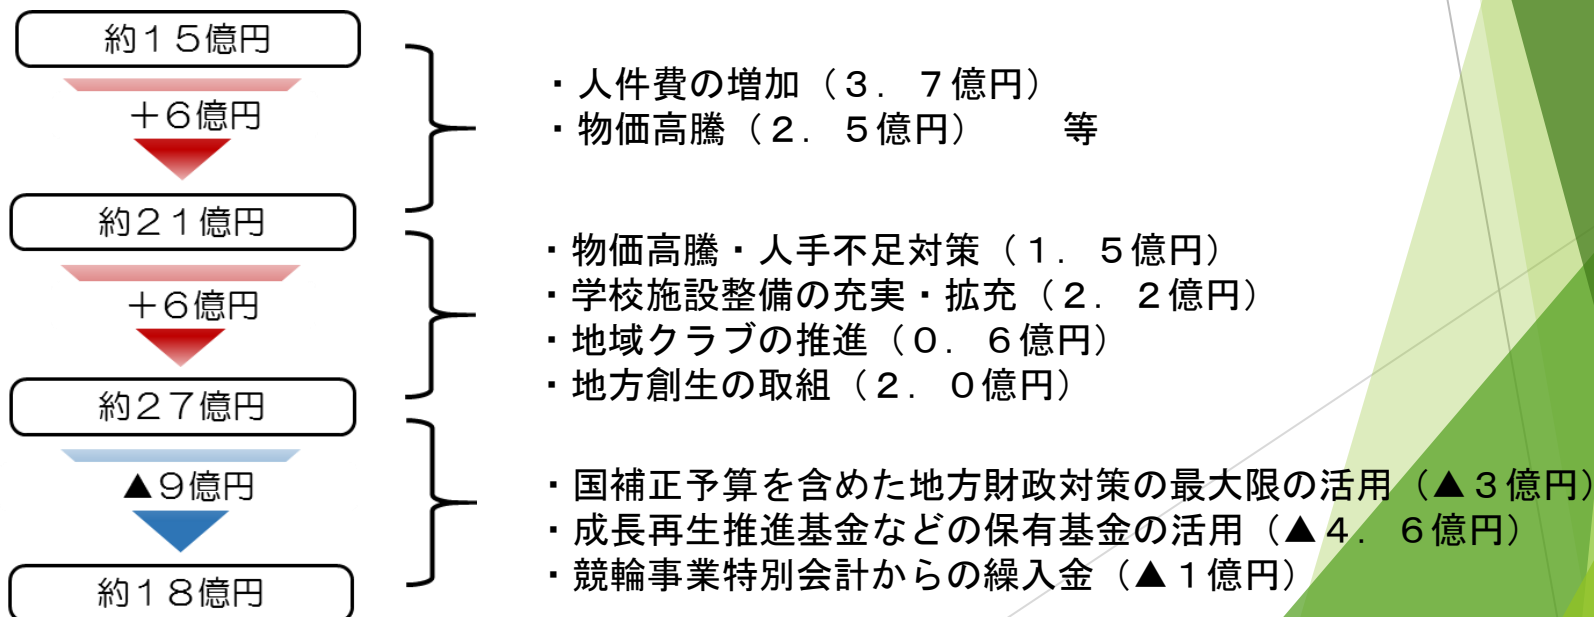 約１５億円
＋６億円
・人件費の増加（３．７億円）
・物価高騰（２．５億円）　　等
約２１億円
＋６億円
・物価高騰・人手不足対策（１．５億円）
・学校施設整備の充実・拡充（２．２億円）
・地域クラブの推進（０．６億円）
・地方創生の取組（２．０億円）
約２７億円
▲９億円
・国補正予算を含めた地方財政対策の最大限の活用（▲３億円）
・成長再生推進基金などの保有基金の活用（▲４．６億円）
・競輪事業特別会計からの繰入金（▲１億円）
約１８億円